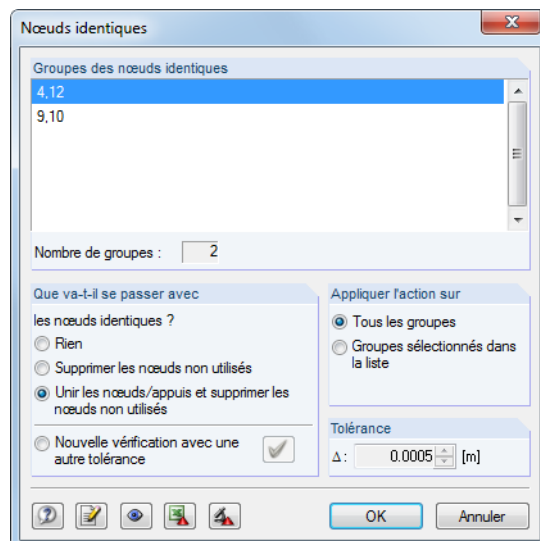 Nœuds identiques
Groupes des nœuds identiques
4,12
9,10
Nombre de groupes : 2
Que va-t-il se passer avec
les nœuds identiques ?
Rien
Supprimer les nœuds non utilisés
Unir les nœuds/appuis et supprimer les
nœuds non utilisés
Nouvelle vérification avec une
autre tolérance
Appliquer l'action sur
Tous les groupes
Groupes sélectionnés dans
la liste
Tolérance
Δ : 0.0005 [m]
OK
Annuler